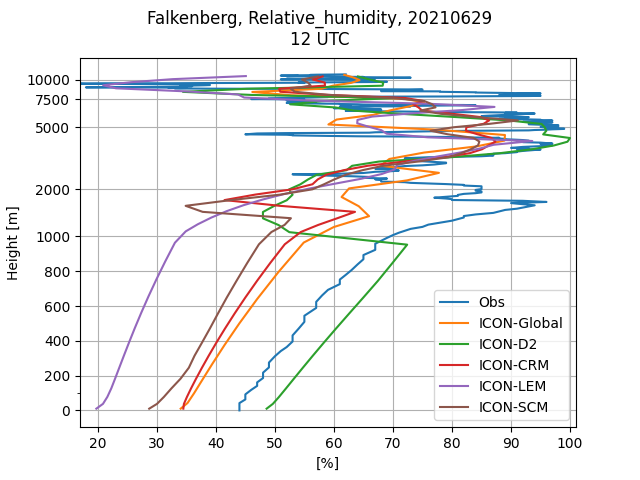 Falkenberg, Relative_humidity, 20210629
12 UTC
Height [m]
10000
7500
5000
2000
1000
800
600
400
200
0
Obs
ICON-Global
ICON-D2
ICON-CRM
ICON-LEM
ICON-SCM
20 30 40 50 60 70 80 90 100
[%]